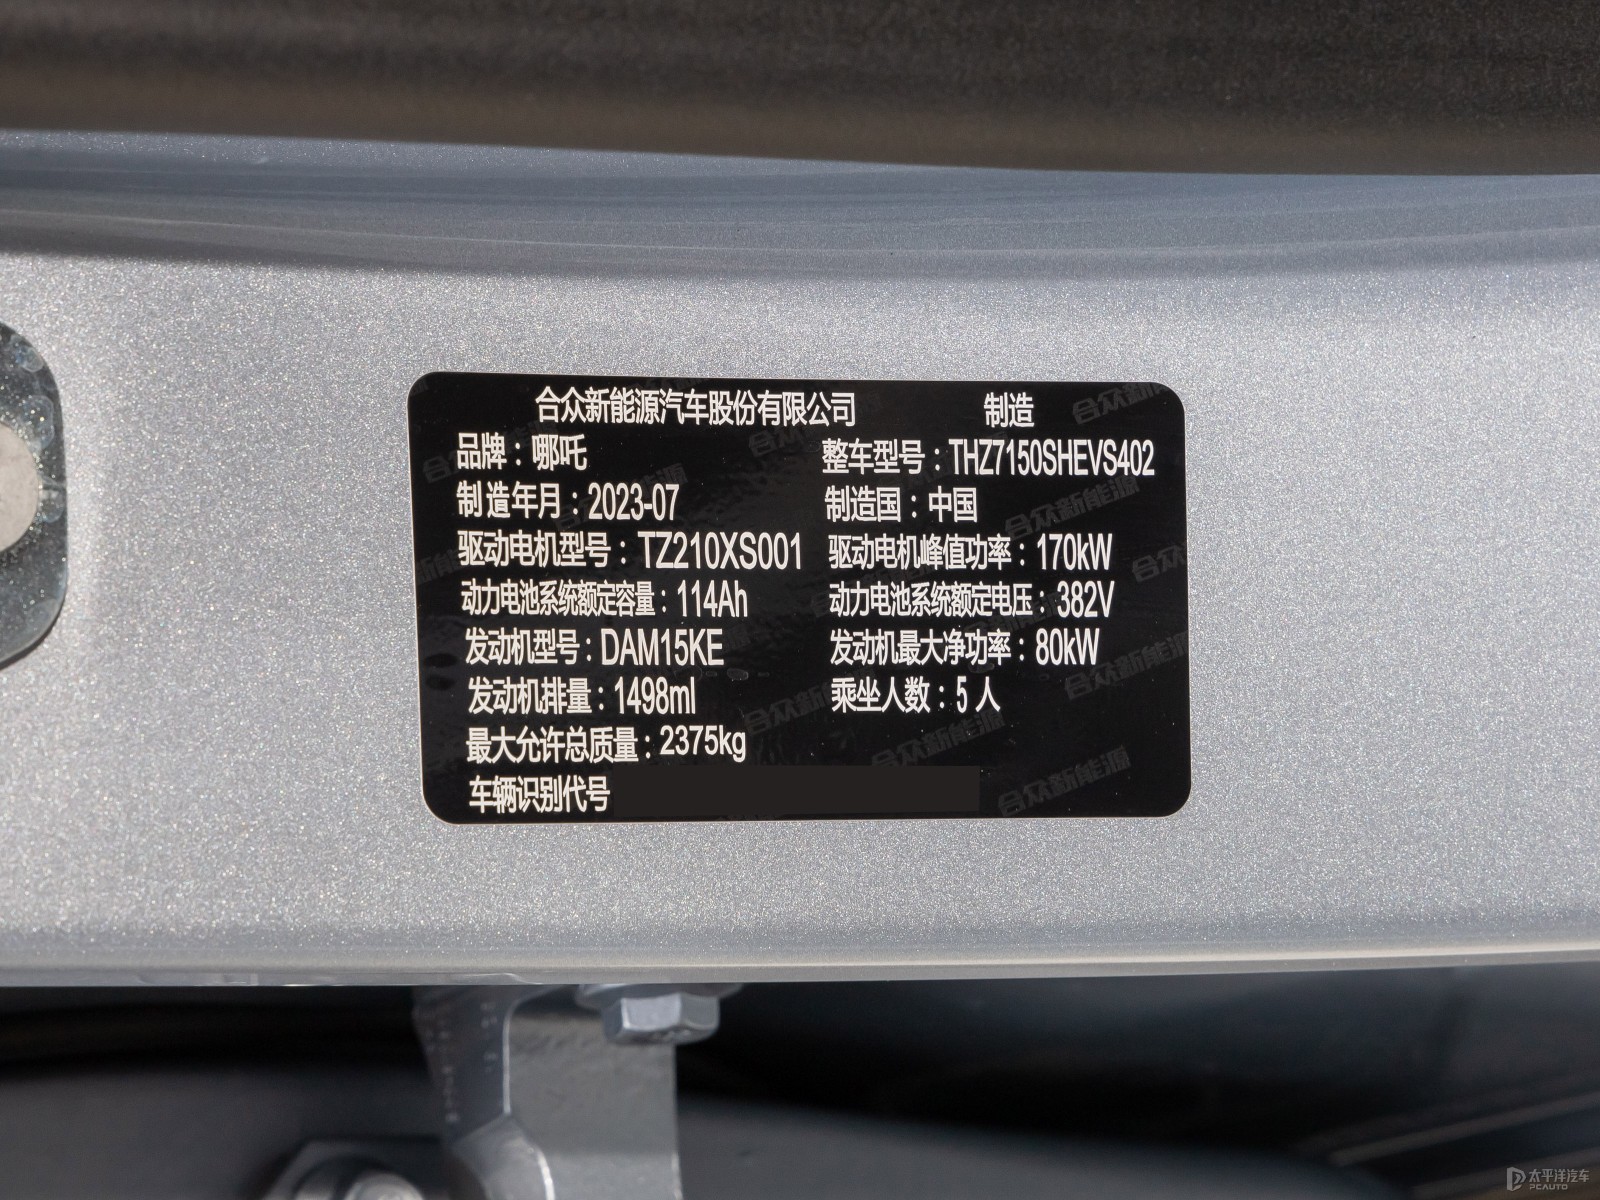 合众新能源汽车股份有限公司 制造
品牌：哪吒 整车型号：THZ7150SHEVS402
制造年月：2023-07 制造国：中国
驱动电机型号：TZ210XS001 驱动电机峰值功率：170kW
动力电池系统额定容量：114Ah 动力电池系统额定电压：382V
发动机型号：DAM15KE 发动机最大净功率：80kW
发动机排量：1498ml 乘坐人数：5 人
最大允许总质量：2375kg
车辆识别代号
合众新能源
太平洋汽车
PCAUTO